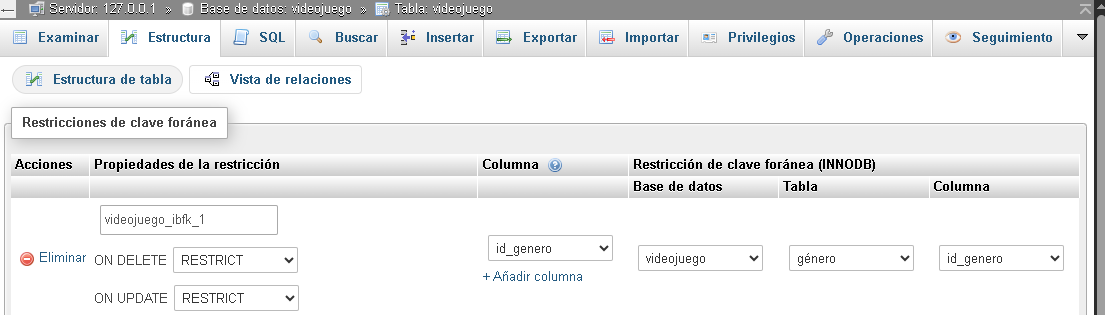 Servidor: 127.0.0.1 » Base de datos: videojuego » Tabla: videojuego
Examinar Estructura SQL Buscar Insertar Exportar Importar Privilegios Operaciones Seguimiento
Estructura de tabla Vista de relaciones
Restricciones de clave foránea
Acciones Propiedades de la restricción Columna Restricción de clave foránea (INNODB)
Base de datos Tabla Columna
videojuego_ibfk_1
Eliminar ON DELETE RESTRICT id_genero videojuego género id_genero
+ Añadir columna
ON UPDATE RESTRICT